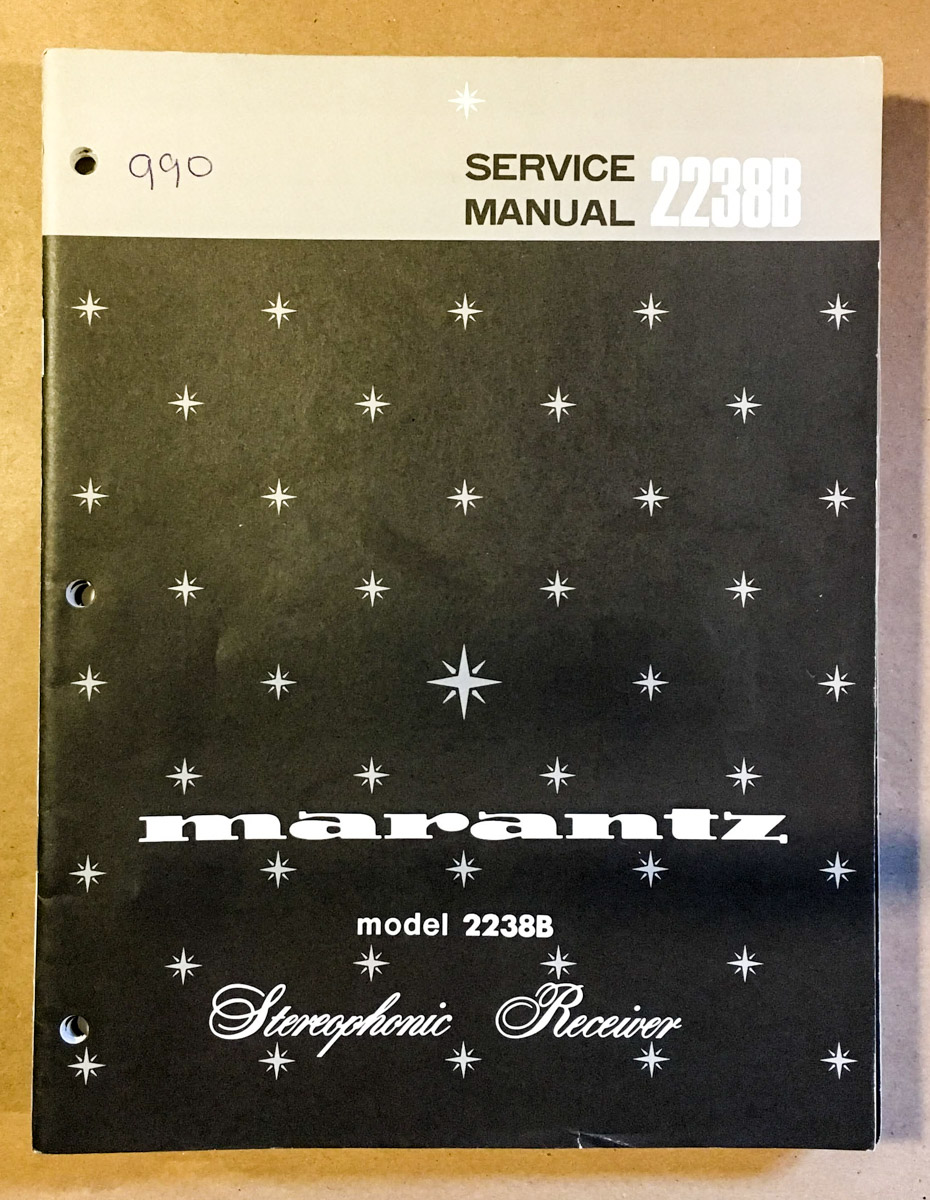 990
SERVICE
MANUAL 2238B
marantz
model 2238B
Stereophonic Receiver